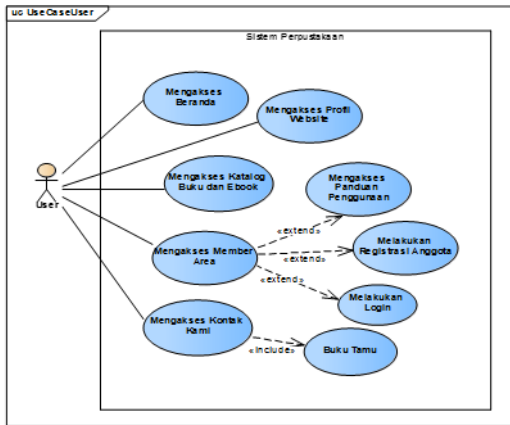 uc UseCaseUser
Sistem Perpustakaan
Mengakses
Beranda
Mengakses Profil
Website
Mengakses Katalog
Buku dan Ebook
Mengakses
Panduan
Penggunaan
User
«extend»
Melakukan
Registrasi Anggota
Mengakses Member
Area
«extend»
«extend»
Melakukan
Login
Mengakses Kontak
Kami
«include»
Buku Tamu